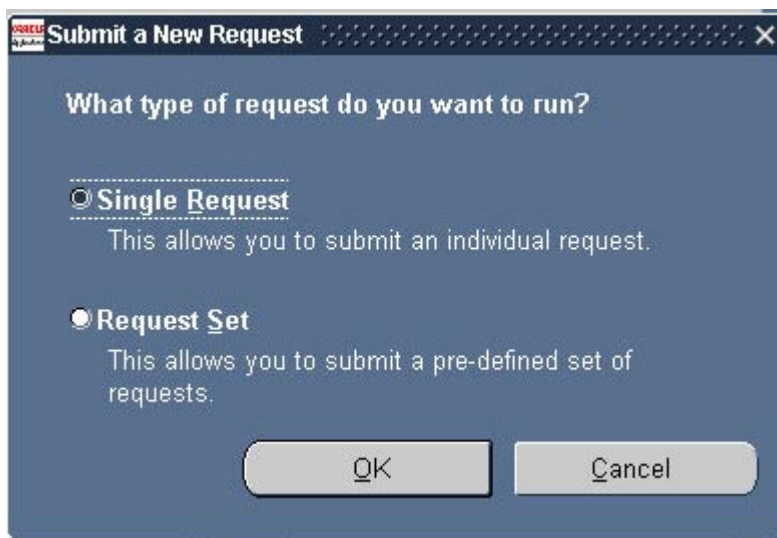 ORACLE
Submit a New Request
What type of request do you want to run?
Single Request
This allows you to submit an individual request.
Request Set
This allows you to submit a pre-defined set of
requests.
OK
Cancel